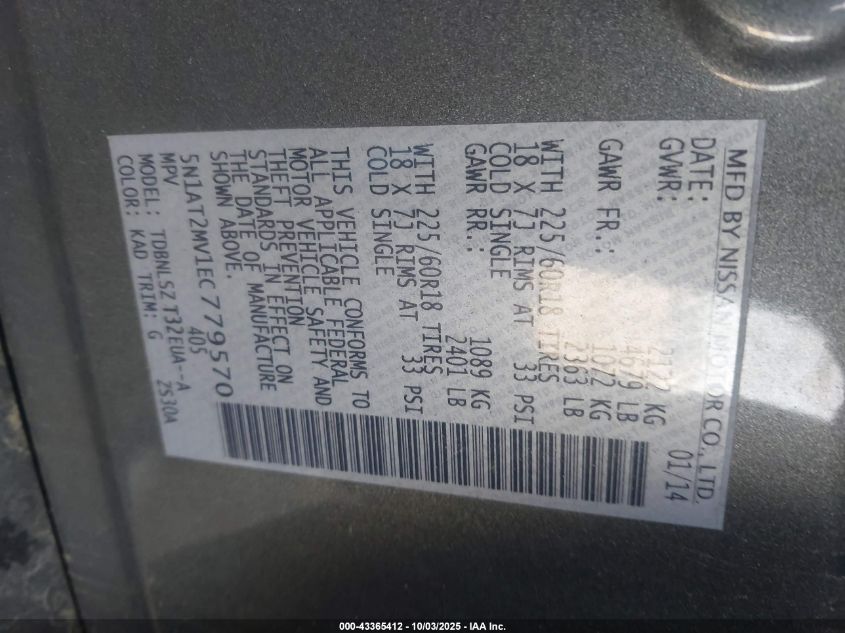 MFD BY NISSAN MOTOR CO., LTD.
DATE: 01/14
GVWR: KG
4679 LB
GAWR FR.: 1072 KG
2363 LB
WITH 225/60R18 TIRES
18 X 7J RIMS AT 33 PSI
COLD SINGLE
GAWR RR.: 1089 KG
2401 LB
WITH 225/60R18 TIRES
18 X 7J RIMS AT 33 PSI
COLD SINGLE
THIS VEHICLE CONFORMS TO
ALL APPLICABLE FEDERAL
MOTOR VEHICLE SAFETY AND
THEFT PREVENTION
STANDARDS IN EFFECT ON
THE DATE OF MANUFACTURE
SHOWN ABOVE.
5N1AT2MV1EC779570
MPV 405
MODEL: TDBNLSZ T32EUA--A
COLOR: KAD TRIM: G 2S30A
000-43365412 - 10/03/2025 - IAA Inc.